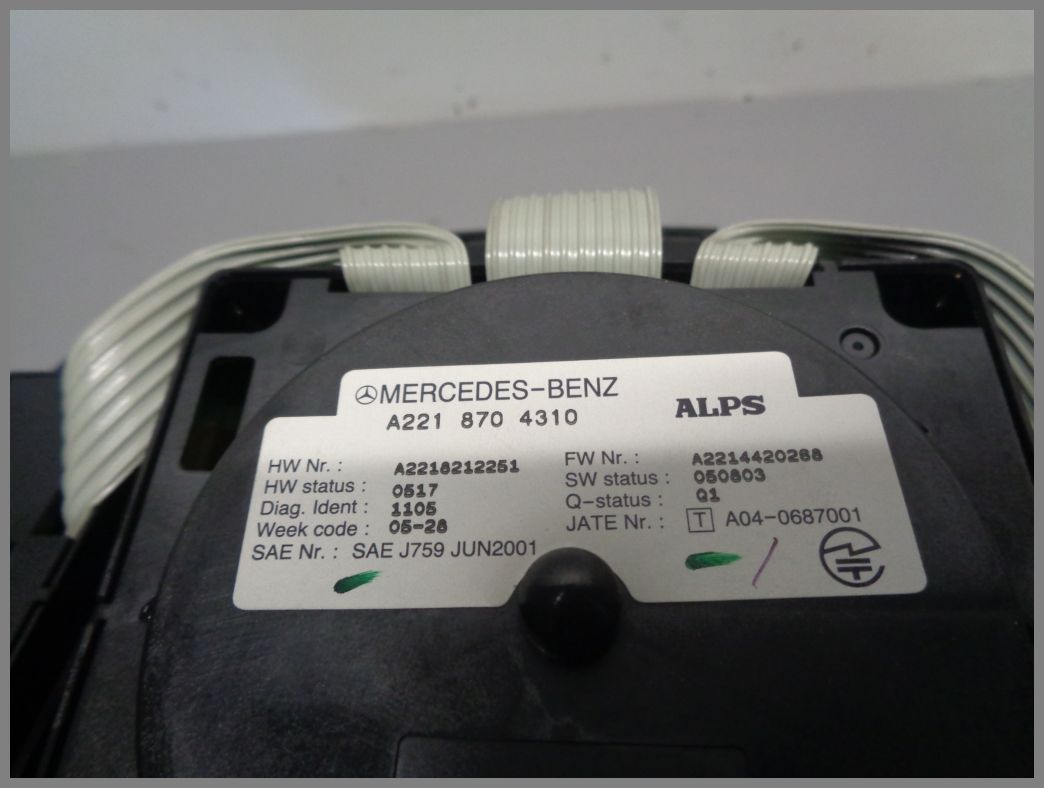 MERCEDES-BENZ
A221 870 4310
ALPS
HW Nr. : A2218212251
HW status : 0517
Diag. Ident : 1105
Week code : 05-28
SAE Nr. : SAE J759 JUN2001
FW Nr. : A2214420268
SW status : 050803
Q-status : Q1
JATE Nr. : T A04-0687001